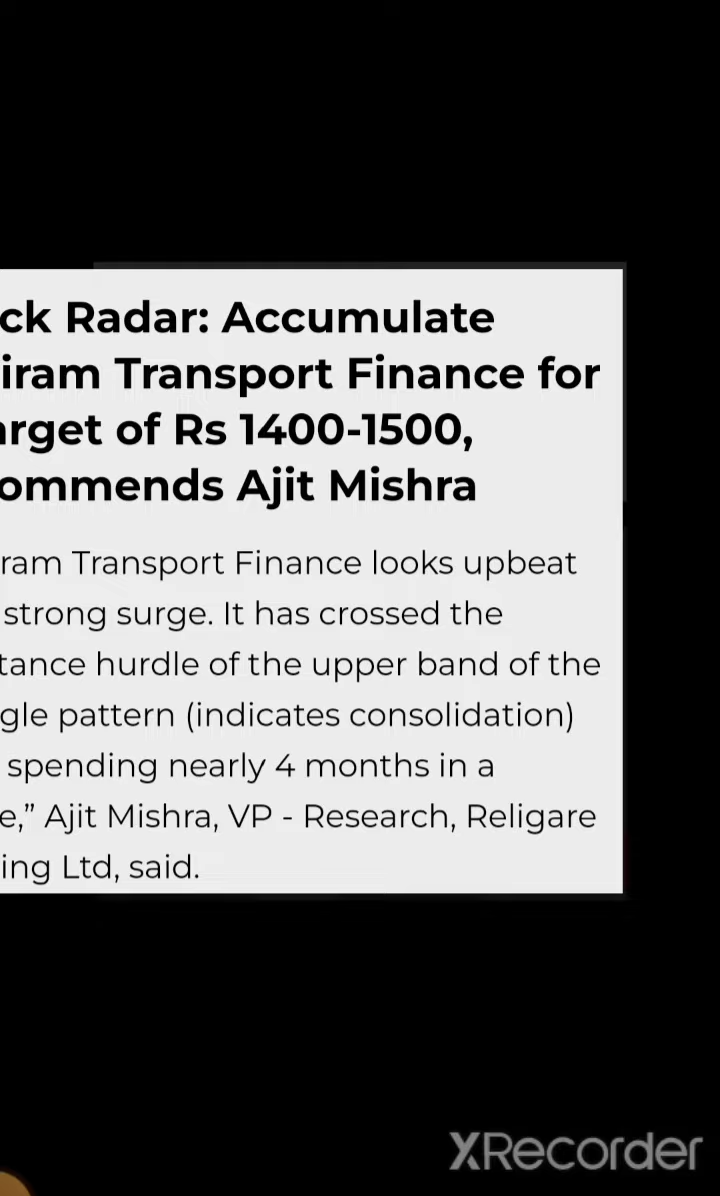 ck Radar: Accumulate
iram Transport Finance for
arget of Rs 1400-1500,
ommends Ajit Mishra
ram Transport Finance looks upbeat
strong surge. It has crossed the
tance hurdle of the upper band of the
gle pattern (indicates consolidation)
spending nearly 4 months in a
e,” Ajit Mishra, VP - Research, Religare
ing Ltd, said.
XRecorder